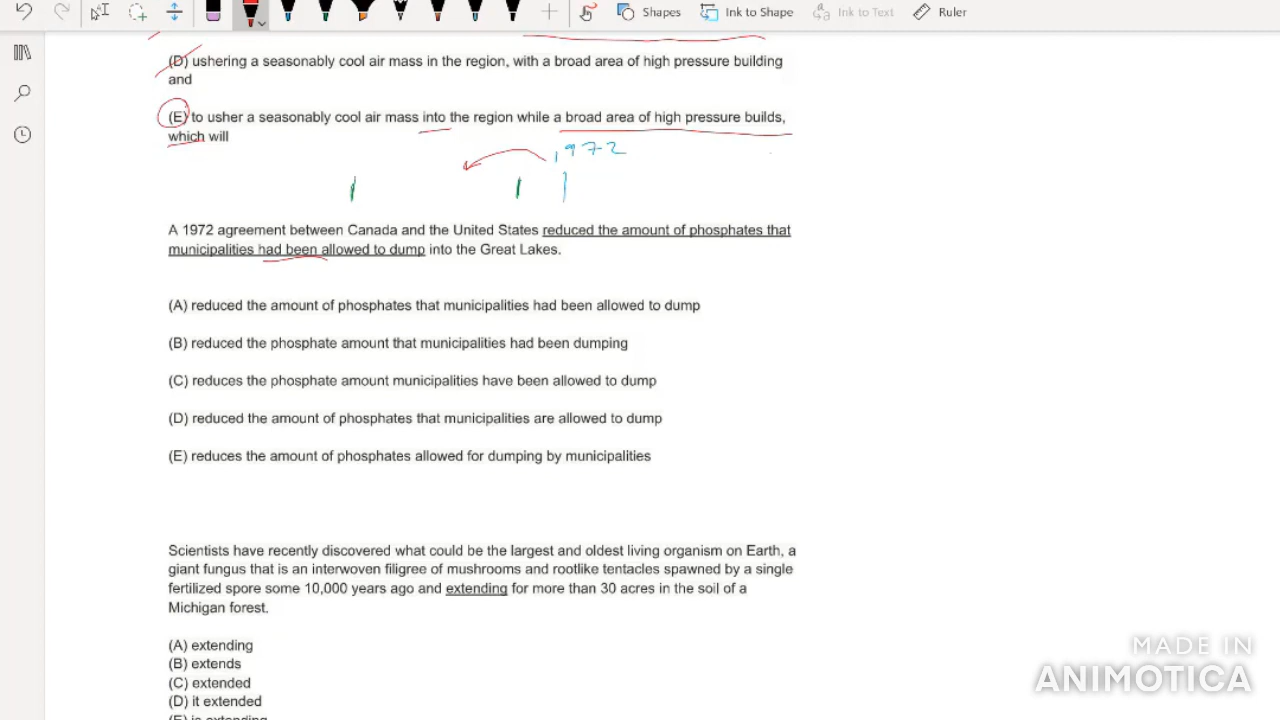 Shapes Ink to Shape Ink to Text Ruler
(D) ushering a seasonably cool air mass in the region, with a broad area of high pressure building
and
(E) to usher a seasonably cool air mass into the region while a broad area of high pressure builds,
which will
1972
A 1972 agreement between Canada and the United States reduced the amount of phosphates that
municipalities had been allowed to dump into the Great Lakes.
(A) reduced the amount of phosphates that municipalities had been allowed to dump
(B) reduced the phosphate amount that municipalities had been dumping
(C) reduces the phosphate amount municipalities have been allowed to dump
(D) reduced the amount of phosphates that municipalities are allowed to dump
(E) reduces the amount of phosphates allowed for dumping by municipalities
Scientists have recently discovered what could be the largest and oldest living organism on Earth, a
giant fungus that is an interwoven filigree of mushrooms and rootlike tentacles spawned by a single
fertilized spore some 10,000 years ago and extending for more than 30 acres in the soil of a
Michigan forest.
(A) extending
(B) extends
(C) extended
(D) it extended
(E) is extending
MADE IN
ANIMOTICA